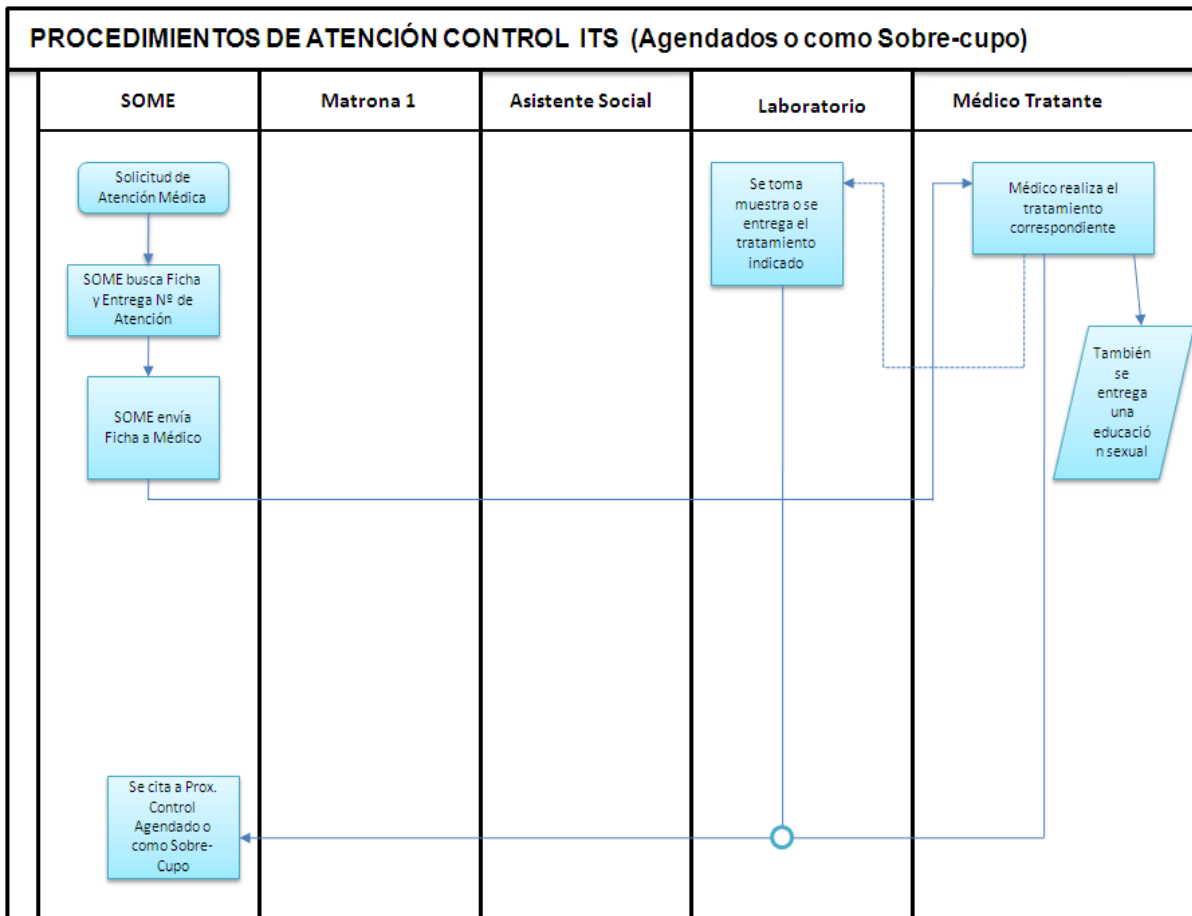 PROCEDIMIENTOS DE ATENCIÓN CONTROL ITS (Agendados o como Sobre-cupo)
SOME
Matrona 1
Asistente Social
Laboratorio
Médico Tratante
Solicitud de
Atención Médica
SOME busca Ficha
y Entrega Nº de
Atención
SOME envía
Ficha a Médico
Se toma
muestra o se
entrega el
tratamiento
indicado
Médico realiza el
tratamiento
correspondiente
También
se
entrega
una
educació
n sexual
Se cita a Prox.
Control
Agendado o
como Sobre-
Cupo